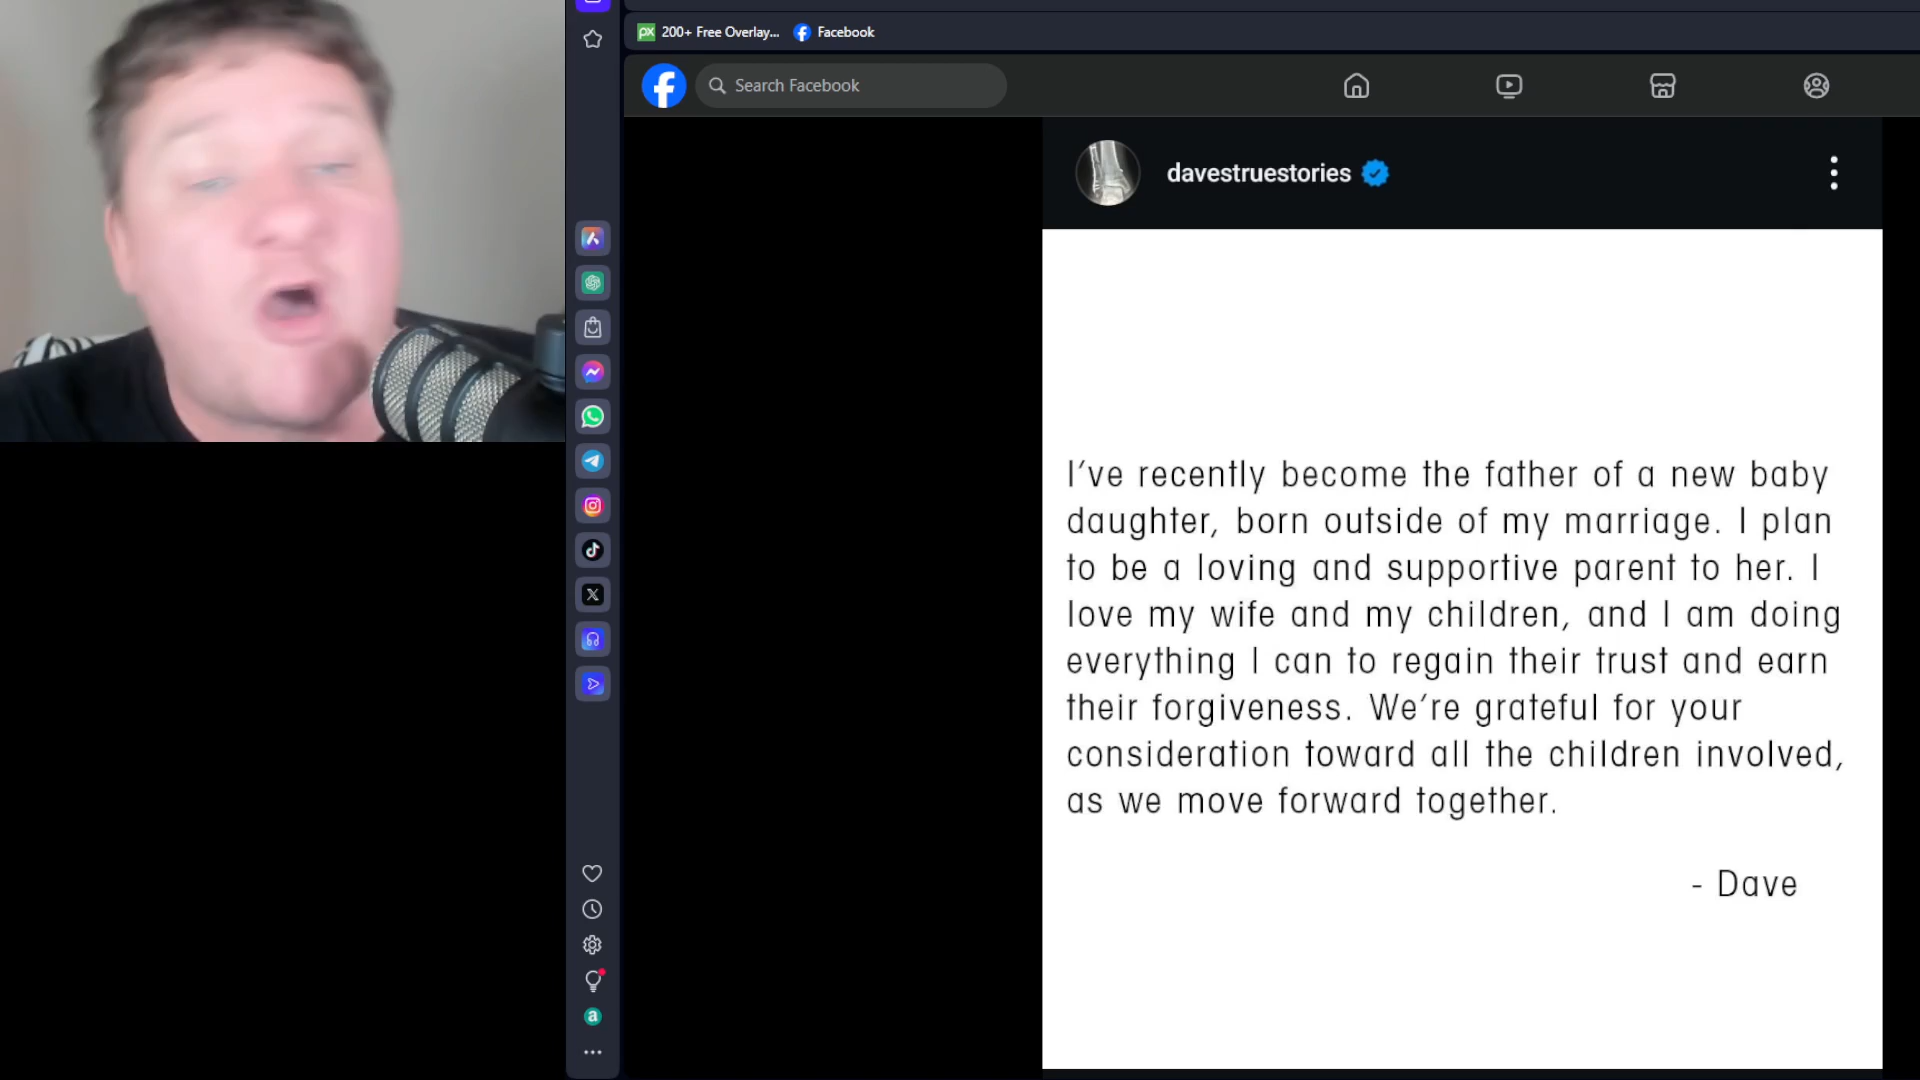 200+ Free Overlay...
Facebook
Search Facebook
davestruestories
I've recently become the father of a new baby
daughter, born outside of my marriage. I plan
to be a loving and supportive parent to her. I
love my wife and my children, and I am doing
everything I can to regain their trust and earn
their forgiveness. We're grateful for your
consideration toward all the children involved,
as we move forward together.
- Dave